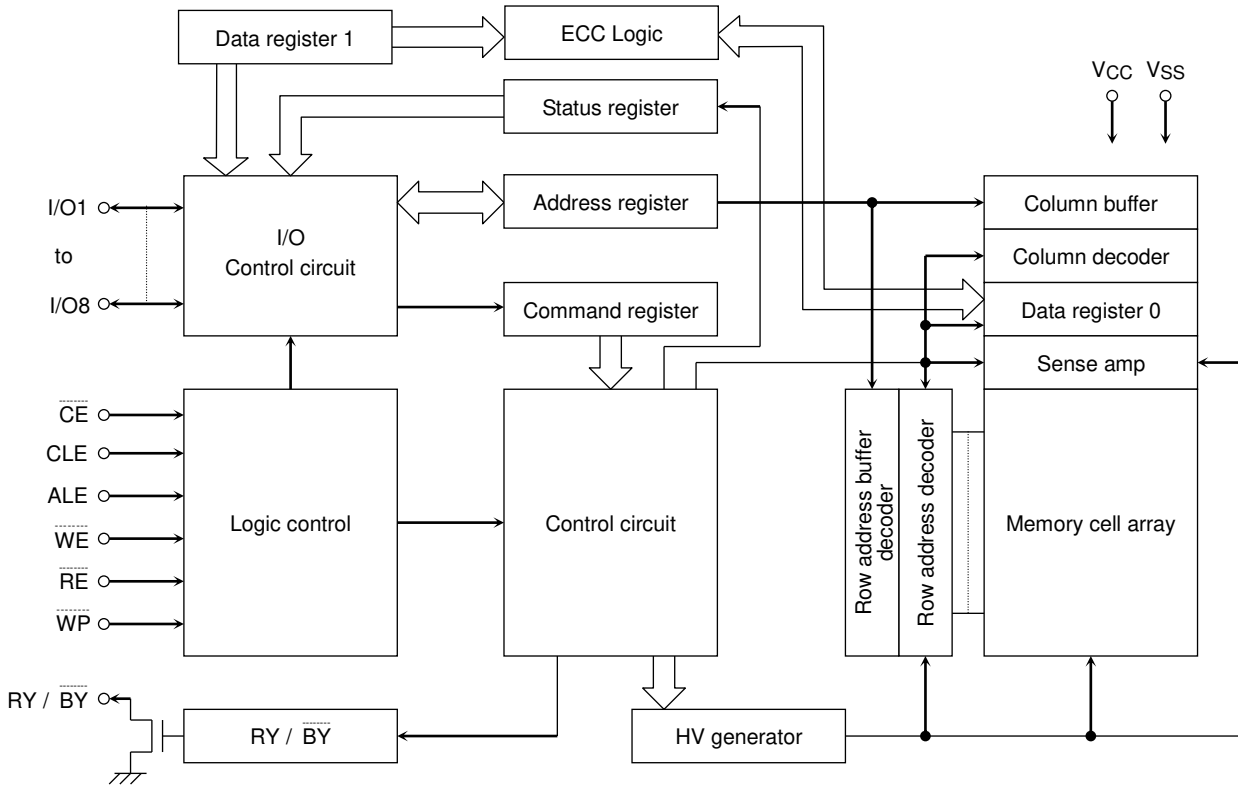 Data register 1
ECC Logic
Status register
VCC
VSS
I/O1
to
I/O8
I/O
Control circuit
Address register
Column buffer
Column decoder
Command register
Data register 0
Sense amp
CE
CLE
ALE
WE
RE
WP
Logic control
Control circuit
Row address buffer
decoder
Row address decoder
Memory cell array
RY / BY
RY / BY
HV generator